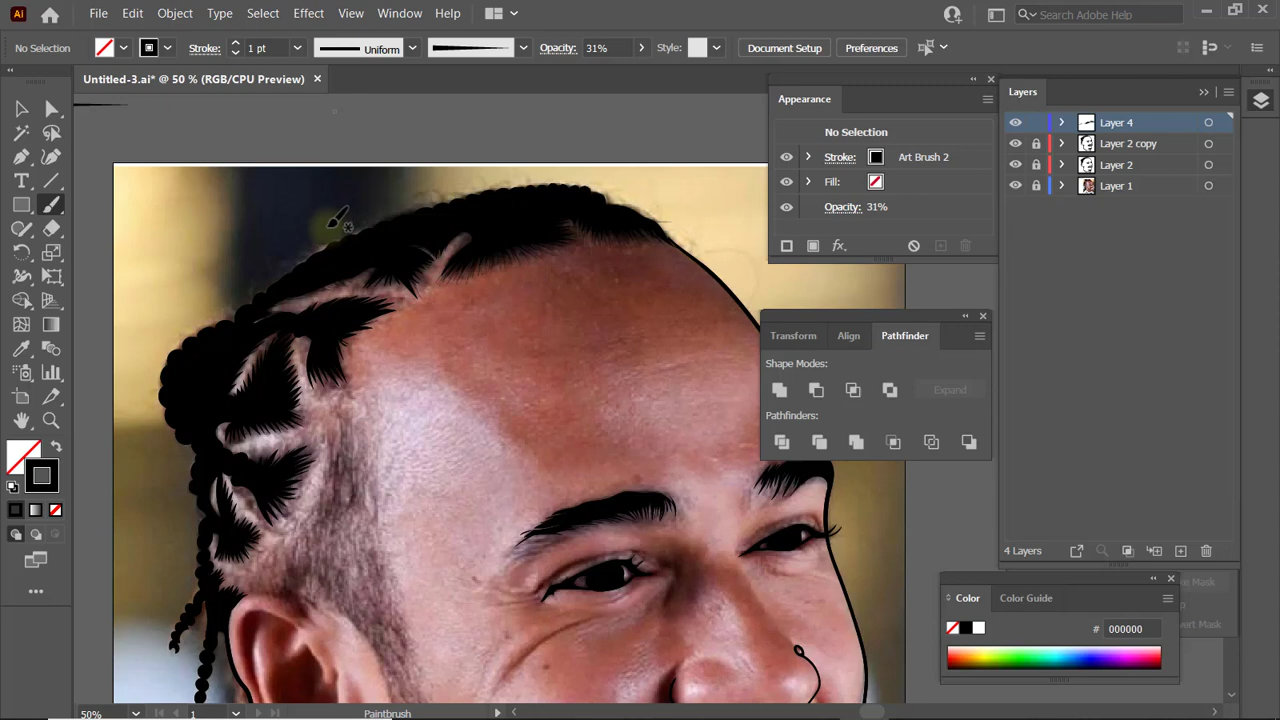 Ai File Edit Object Type Select Effect View Window Help Search Adobe Help
No Selection Stroke: 1 pt Uniform Opacity: 31% Style: Document Setup Preferences
Untitled-3.ai* @ 50 % (RGB/CPU Preview)
Appearance
No Selection
Stroke: Art Brush 2
Fill:
Opacity: 31%
fx
Layers
Layer 4
Layer 2 copy
Layer 2
Layer 1
Transform Align Pathfinder
Shape Modes:
Expand
Pathfinders:
4 Layers
Color Color Guide
# 000000
50% 1 Paintbrush